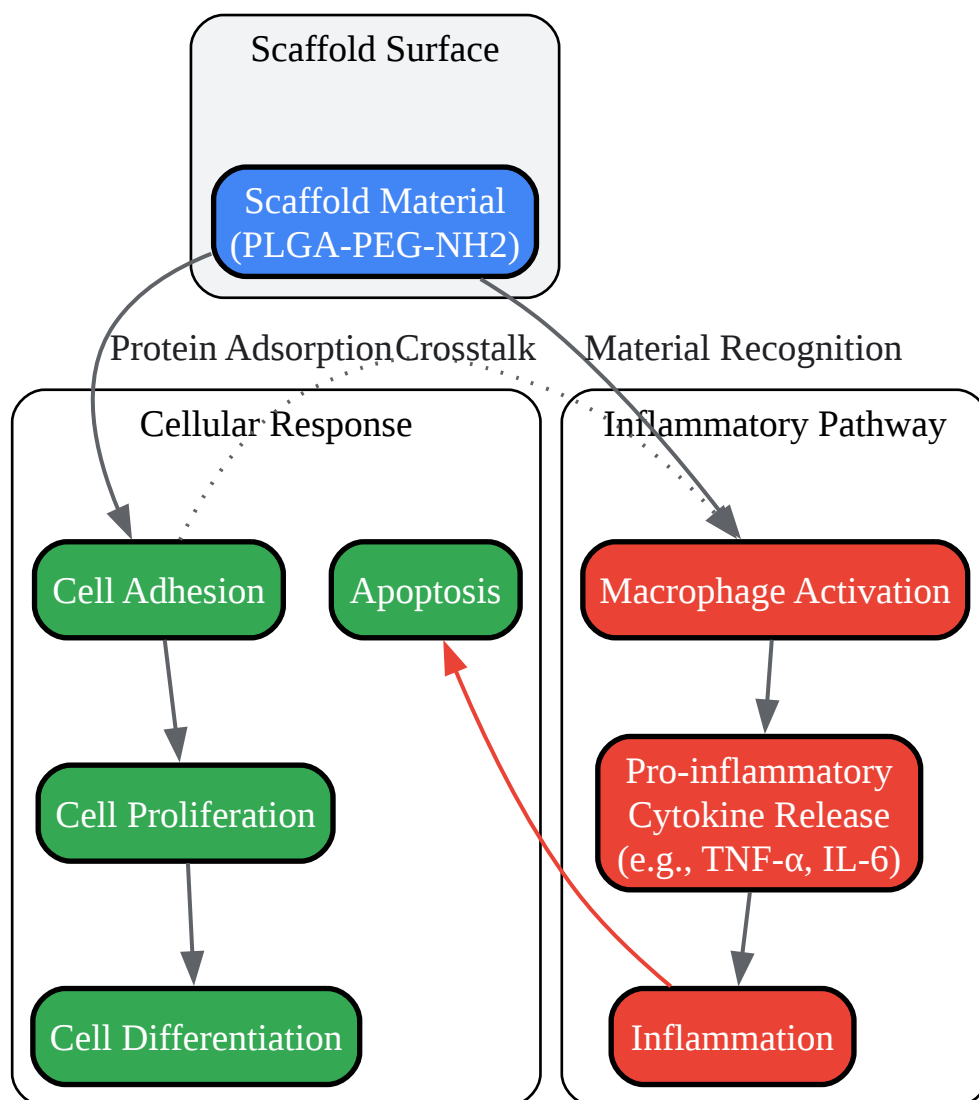 Scaffold Surface
Scaffold Material
(PLGA-PEG-NH2)
Protein Adsorption
Crosstalk
Material Recognition
Cellular Response
Inflammatory Pathway
Cell Adhesion
Apoptosis
Macrophage Activation
Cell Proliferation
Pro-inflammatory
Cytokine Release
(e.g., TNF-α, IL-6)
Cell Differentiation
Inflammation